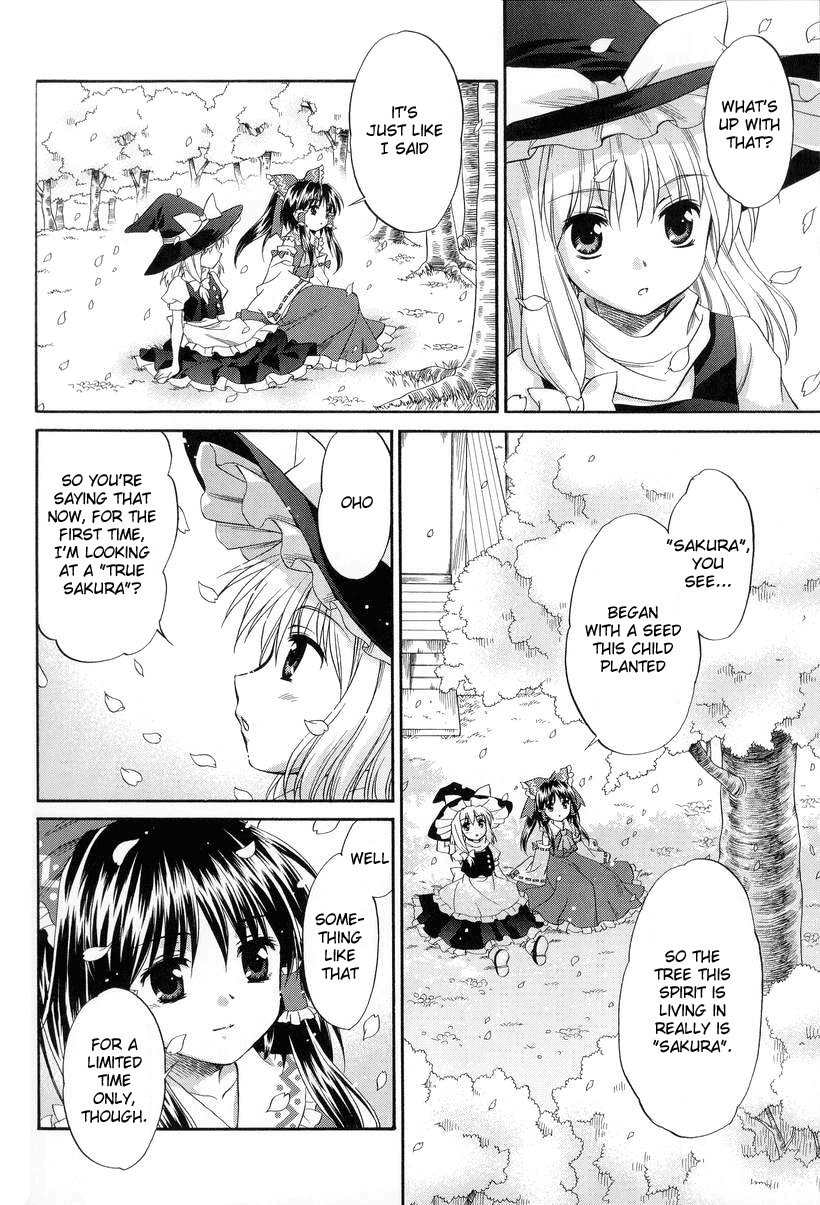 WHAT'S
UP WITH
THAT?
IT'S
JUST LIKE
I SAID
"SAKURA",
YOU
SEE...
BEGAN
WITH A SEED
THIS CHILD
PLANTED
SO THE
TREE THIS
SPIRIT IS
LIVING IN
REALLY IS
"SAKURA".
OHO
SO YOU'RE
SAYING THAT
NOW, FOR THE
FIRST TIME,
I'M LOOKING
AT A "TRUE
SAKURA"?
WELL
SOME-
THING
LIKE
THAT
FOR A
LIMITED
TIME
ONLY,
THOUGH.